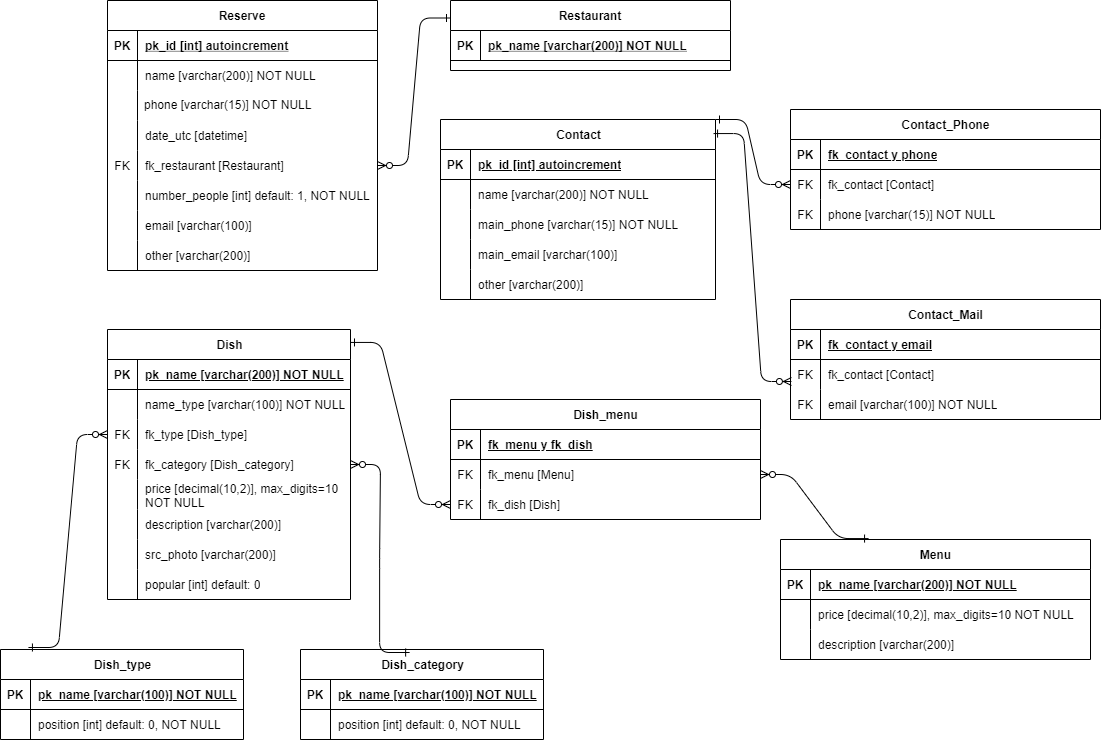 Reserve
PK pk_id [int] autoincrement
name [varchar(200)] NOT NULL
phone [varchar(15)] NOT NULL
date_utc [datetime]
FK fk_restaurant [Restaurant]
number_people [int] default: 1, NOT NULL
email [varchar(100)]
other [varchar(200)]
Restaurant
PK pk_name [varchar(200)] NOT NULL
Contact
PK pk_id [int] autoincrement
name [varchar(200)] NOT NULL
main_phone [varchar(15)] NOT NULL
main_email [varchar(100)]
other [varchar(200)]
Contact_Phone
PK fk_contact y phone
FK fk_contact [Contact]
FK phone [varchar(15)] NOT NULL
Contact_Mail
PK fk_contact y email
FK fk_contact [Contact]
FK email [varchar(100)] NOT NULL
Dish
PK pk_name [varchar(200)] NOT NULL
name_type [varchar(100)] NOT NULL
FK fk_type [Dish_type]
FK fk_category [Dish_category]
price [decimal(10,2)], max_digits=10
NOT NULL
description [varchar(200)]
src_photo [varchar(200)]
popular [int] default: 0
Dish_menu
PK fk_menu y fk_dish
FK fk_menu [Menu]
FK fk_dish [Dish]
Menu
PK pk_name [varchar(200)] NOT NULL
price [decimal(10,2)], max_digits=10 NOT NULL
description [varchar(200)]
Dish_type
PK pk_name [varchar(100)] NOT NULL
position [int] default: 0, NOT NULL
Dish_category
PK pk_name [varchar(100)] NOT NULL
position [int] default: 0, NOT NULL